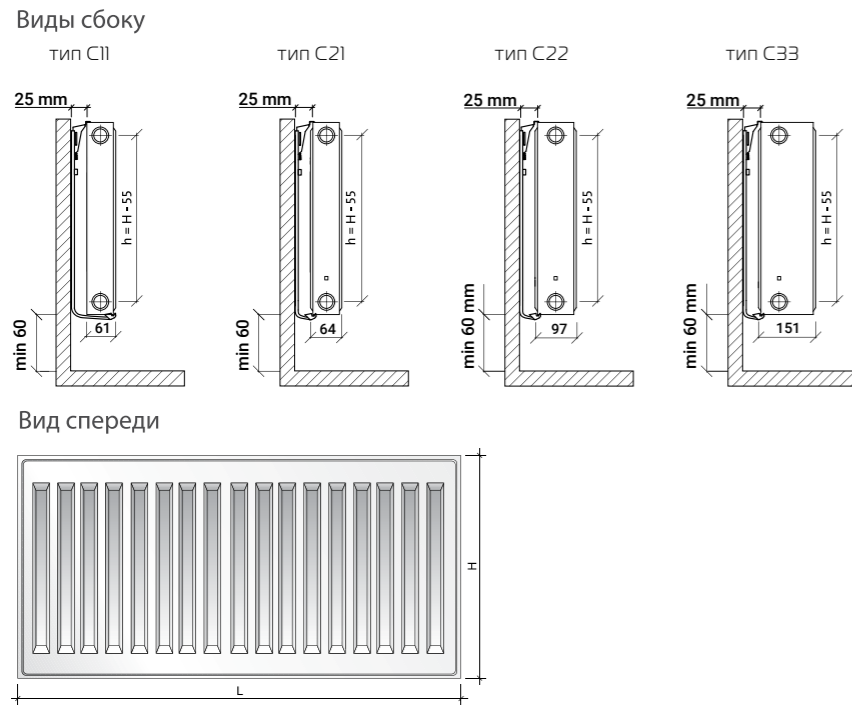 Виды сбоку
тип C11
тип C21
тип C22
тип C33
25 mm
25 mm
25 mm
25 mm
h = H - 55
h = H - 55
h = H - 55
h = H - 55
min 60
61
min 60
64
min 60 mm
97
min 60 mm
151
Вид спереди
H
L